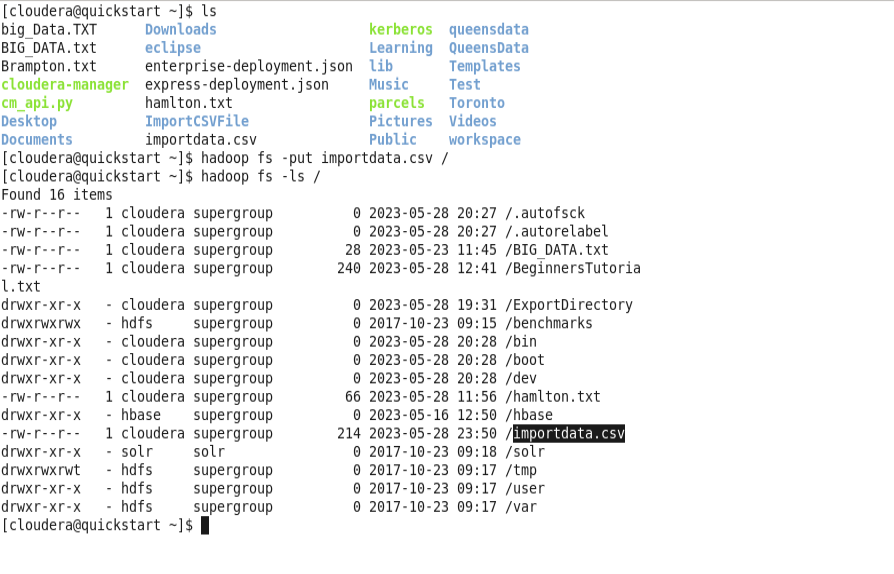 [cloudera@quickstart ~]$ ls
big_Data.TXT      Downloads                   kerberos  queensdata
BIG_DATA.txt      eclipse                     Learning  QueensData
Brampton.txt      enterprise-deployment.json  lib       Templates
cloudera-manager  express-deployment.json     Music     Test
cm_api.py         hamlton.txt                 parcels   Toronto
Desktop           ImportCSVFile               Pictures  Videos
Documents         importdata.csv              Public    workspace
[cloudera@quickstart ~]$ hadoop fs -put importdata.csv /
[cloudera@quickstart ~]$ hadoop fs -ls /
Found 16 items
-rw-r--r--   1 cloudera supergroup          0 2023-05-28 20:27 /.autofsck
-rw-r--r--   1 cloudera supergroup          0 2023-05-28 20:27 /.autorelabel
-rw-r--r--   1 cloudera supergroup         28 2023-05-23 11:45 /BIG_DATA.txt
-rw-r--r--   1 cloudera supergroup        240 2023-05-28 12:41 /BeginnersTutoria
l.txt
drwxr-xr-x   - cloudera supergroup          0 2023-05-28 19:31 /ExportDirectory
drwxrwxrwx   - hdfs     supergroup          0 2017-10-23 09:15 /benchmarks
drwxr-xr-x   - cloudera supergroup          0 2023-05-28 20:28 /bin
drwxr-xr-x   - cloudera supergroup          0 2023-05-28 20:28 /boot
drwxr-xr-x   - cloudera supergroup          0 2023-05-28 20:28 /dev
-rw-r--r--   1 cloudera supergroup         66 2023-05-28 11:56 /hamlton.txt
drwxr-xr-x   - hbase    supergroup          0 2023-05-16 12:50 /hbase
-rw-r--r--   1 cloudera supergroup        214 2023-05-28 23:50 /importdata.csv
drwxr-xr-x   - solr     solr                0 2017-10-23 09:18 /solr
drwxrwxrwt   - hdfs     supergroup          0 2017-10-23 09:17 /tmp
drwxr-xr-x   - hdfs     supergroup          0 2017-10-23 09:17 /user
drwxr-xr-x   - hdfs     supergroup          0 2017-10-23 09:17 /var
[cloudera@quickstart ~]$